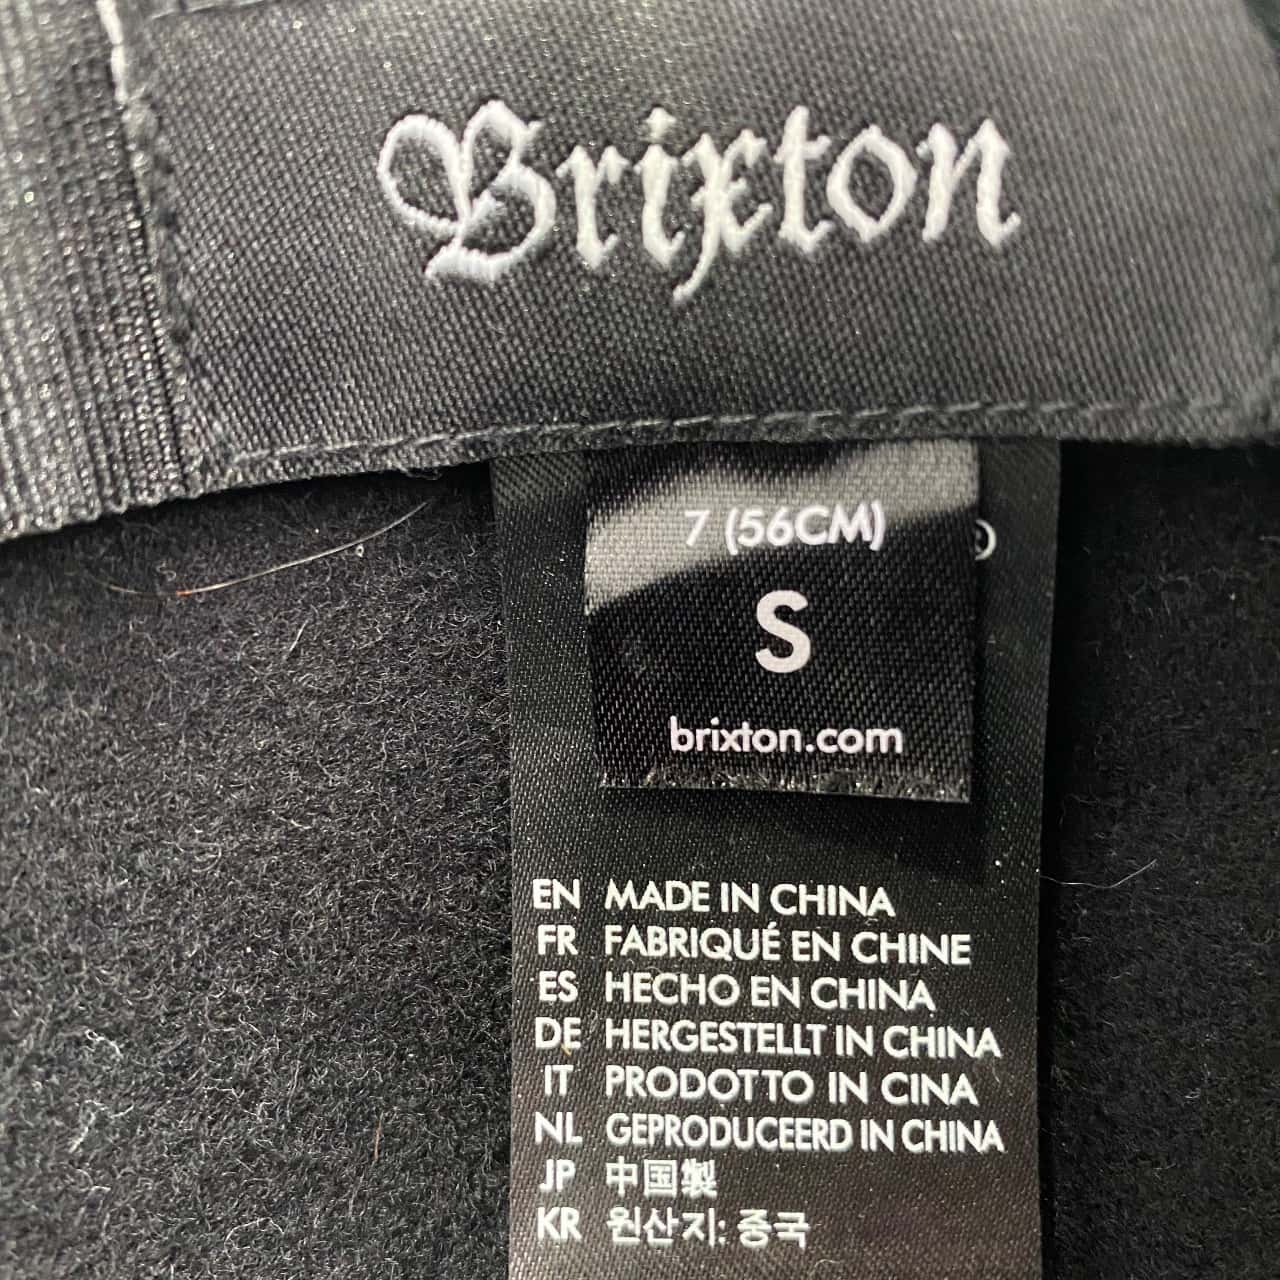 Brixton
7 (56CM)
®
S
brixton.com
EN MADE IN CHINA
FR FABRIQUÉ EN CHINE
ES HECHO EN CHINA
DE HERGESTELLT IN CHINA
IT PRODOTTO IN CINA
NL GEPRODUCEERD IN CHINA
JP 中国製
KR 원산지: 중국